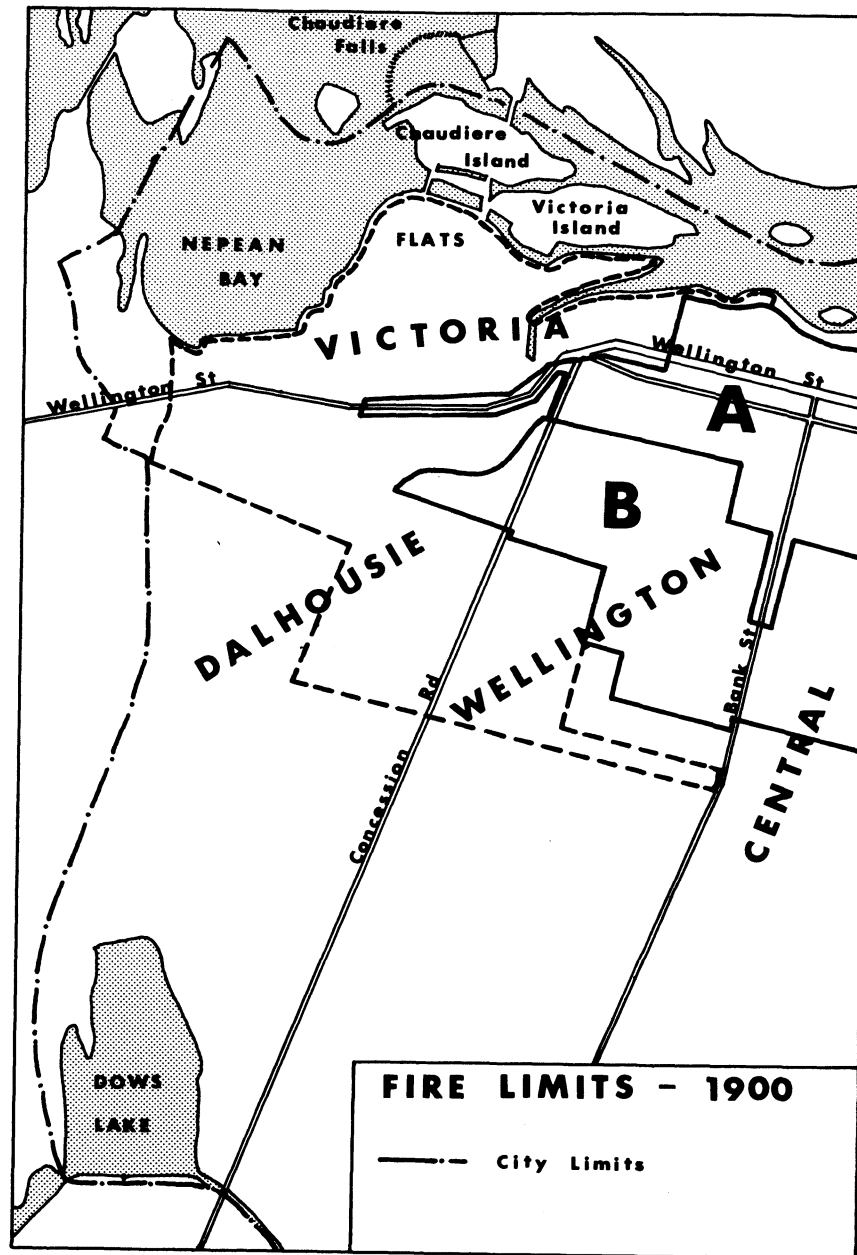 Chaudiere
Falls
Chaudiere
Island
Victoria
Island
NEPEAN
BAY
FLATS
VICTORIA
Wellington St
Wellington St
A
B
DALHOUSIE
WELLINGTON
Concession Rd
Bank St
CENTRAL
DOWS
LAKE
FIRE LIMITS - 1900
City Limits